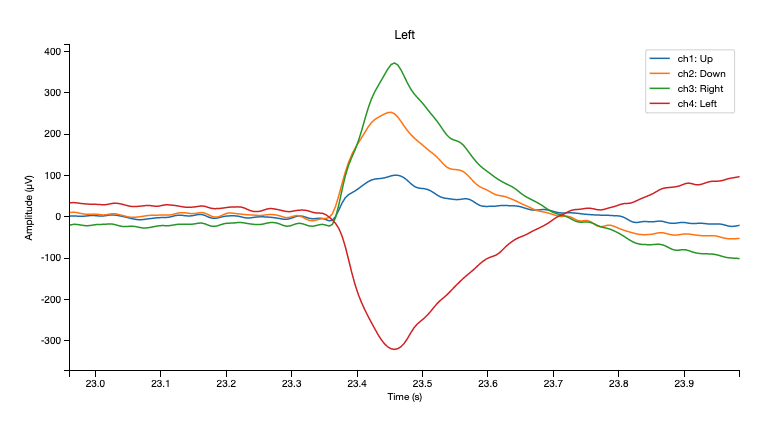 Left
400
300
200
100
0
-100
-200
-300
Amplitude (µV)
ch1: Up
ch2: Down
ch3: Right
ch4: Left
23.0 23.1 23.2 23.3 23.4 23.5 23.6 23.7 23.8 23.9
Time (s)